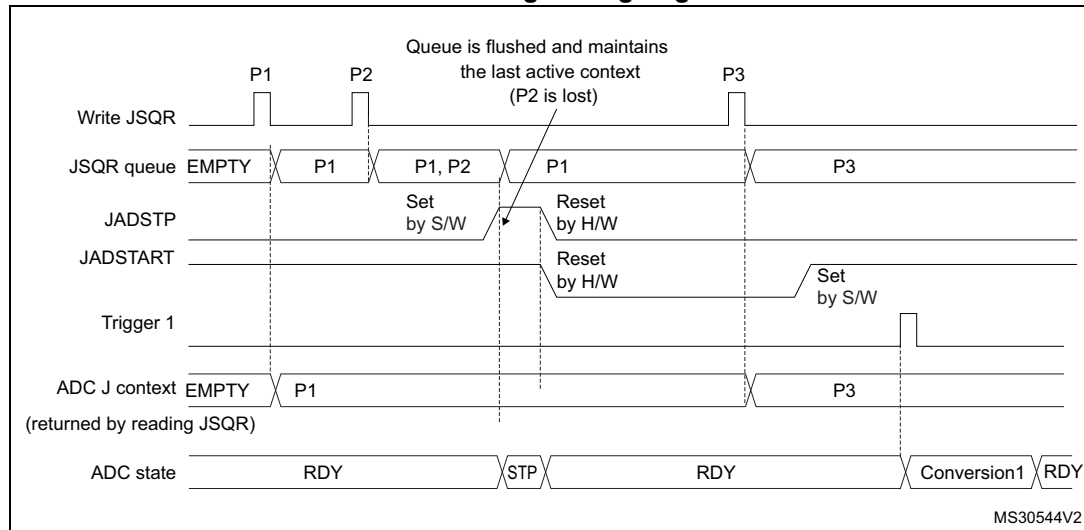 Queue is flushed and maintains
the last active context
(P2 is lost)
P1 P2 P3
Write JSQR
JSQR queue EMPTY P1 P1, P2 P1 P3
Set
by S/W
Reset
by H/W
JADSTP
JADSTART
Reset
by H/W
Set
by S/W
Trigger 1
ADC J context EMPTY P1 P3
(returned by reading JSQR)
ADC state RDY STP RDY Conversion1 RDY
MS30544V2